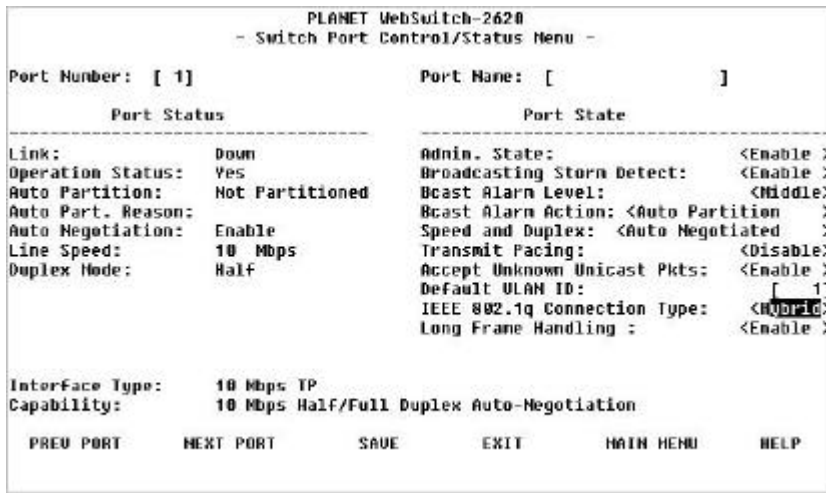 PLANET WebSwitch-2620
- Switch Port Control/Status Menu -
Port Number: [ 1] Port Name: [ ]
Port Status Port State
Link: Down Admin. State: <Enable >
Operation Status: Yes Broadcasting Storm Detect: <Enable >
Auto Partition: Not Partitioned Bcast Alarm Level: <Middle>
Auto Part. Reason: Bcast Alarm Action: <Auto Partition >
Auto Negotiation: Enable Speed and Duplex: <Auto Negotiated >
Line Speed: 10 Mbps Transmit Pacing: <Disable>
Duplex Mode: Half Accept Unknown Unicast Pkts: <Enable >
Default VLAN ID: [ 1]
IEEE 802.1q Connection Type: <Hybrid>
Long Frame Handling : <Enable >
Interface Type: 10 Mbps TP
Capability: 10 Mbps Half/Full Duplex Auto-Negotiation
PREV PORT NEXT PORT SAVE EXIT MAIN MENU HELP